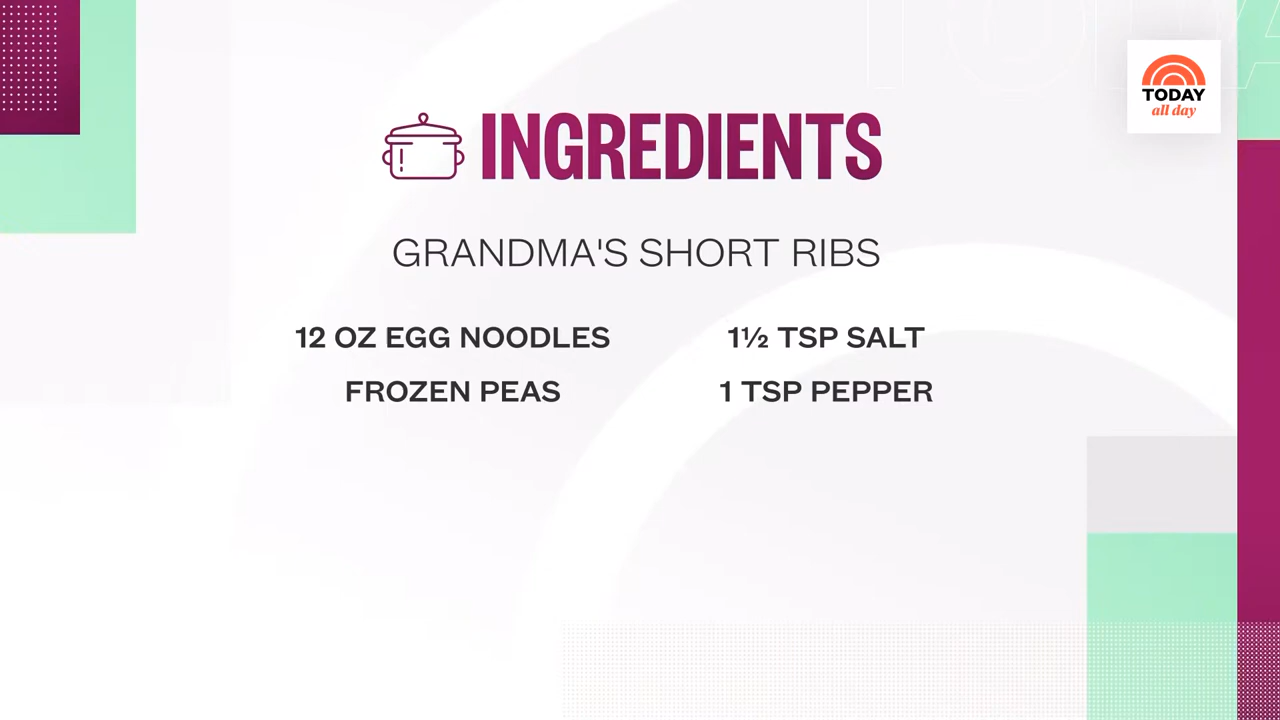 TODAY
all day
INGREDIENTS
GRANDMA'S SHORT RIBS
12 OZ EGG NOODLES
1½ TSP SALT
FROZEN PEAS
1 TSP PEPPER